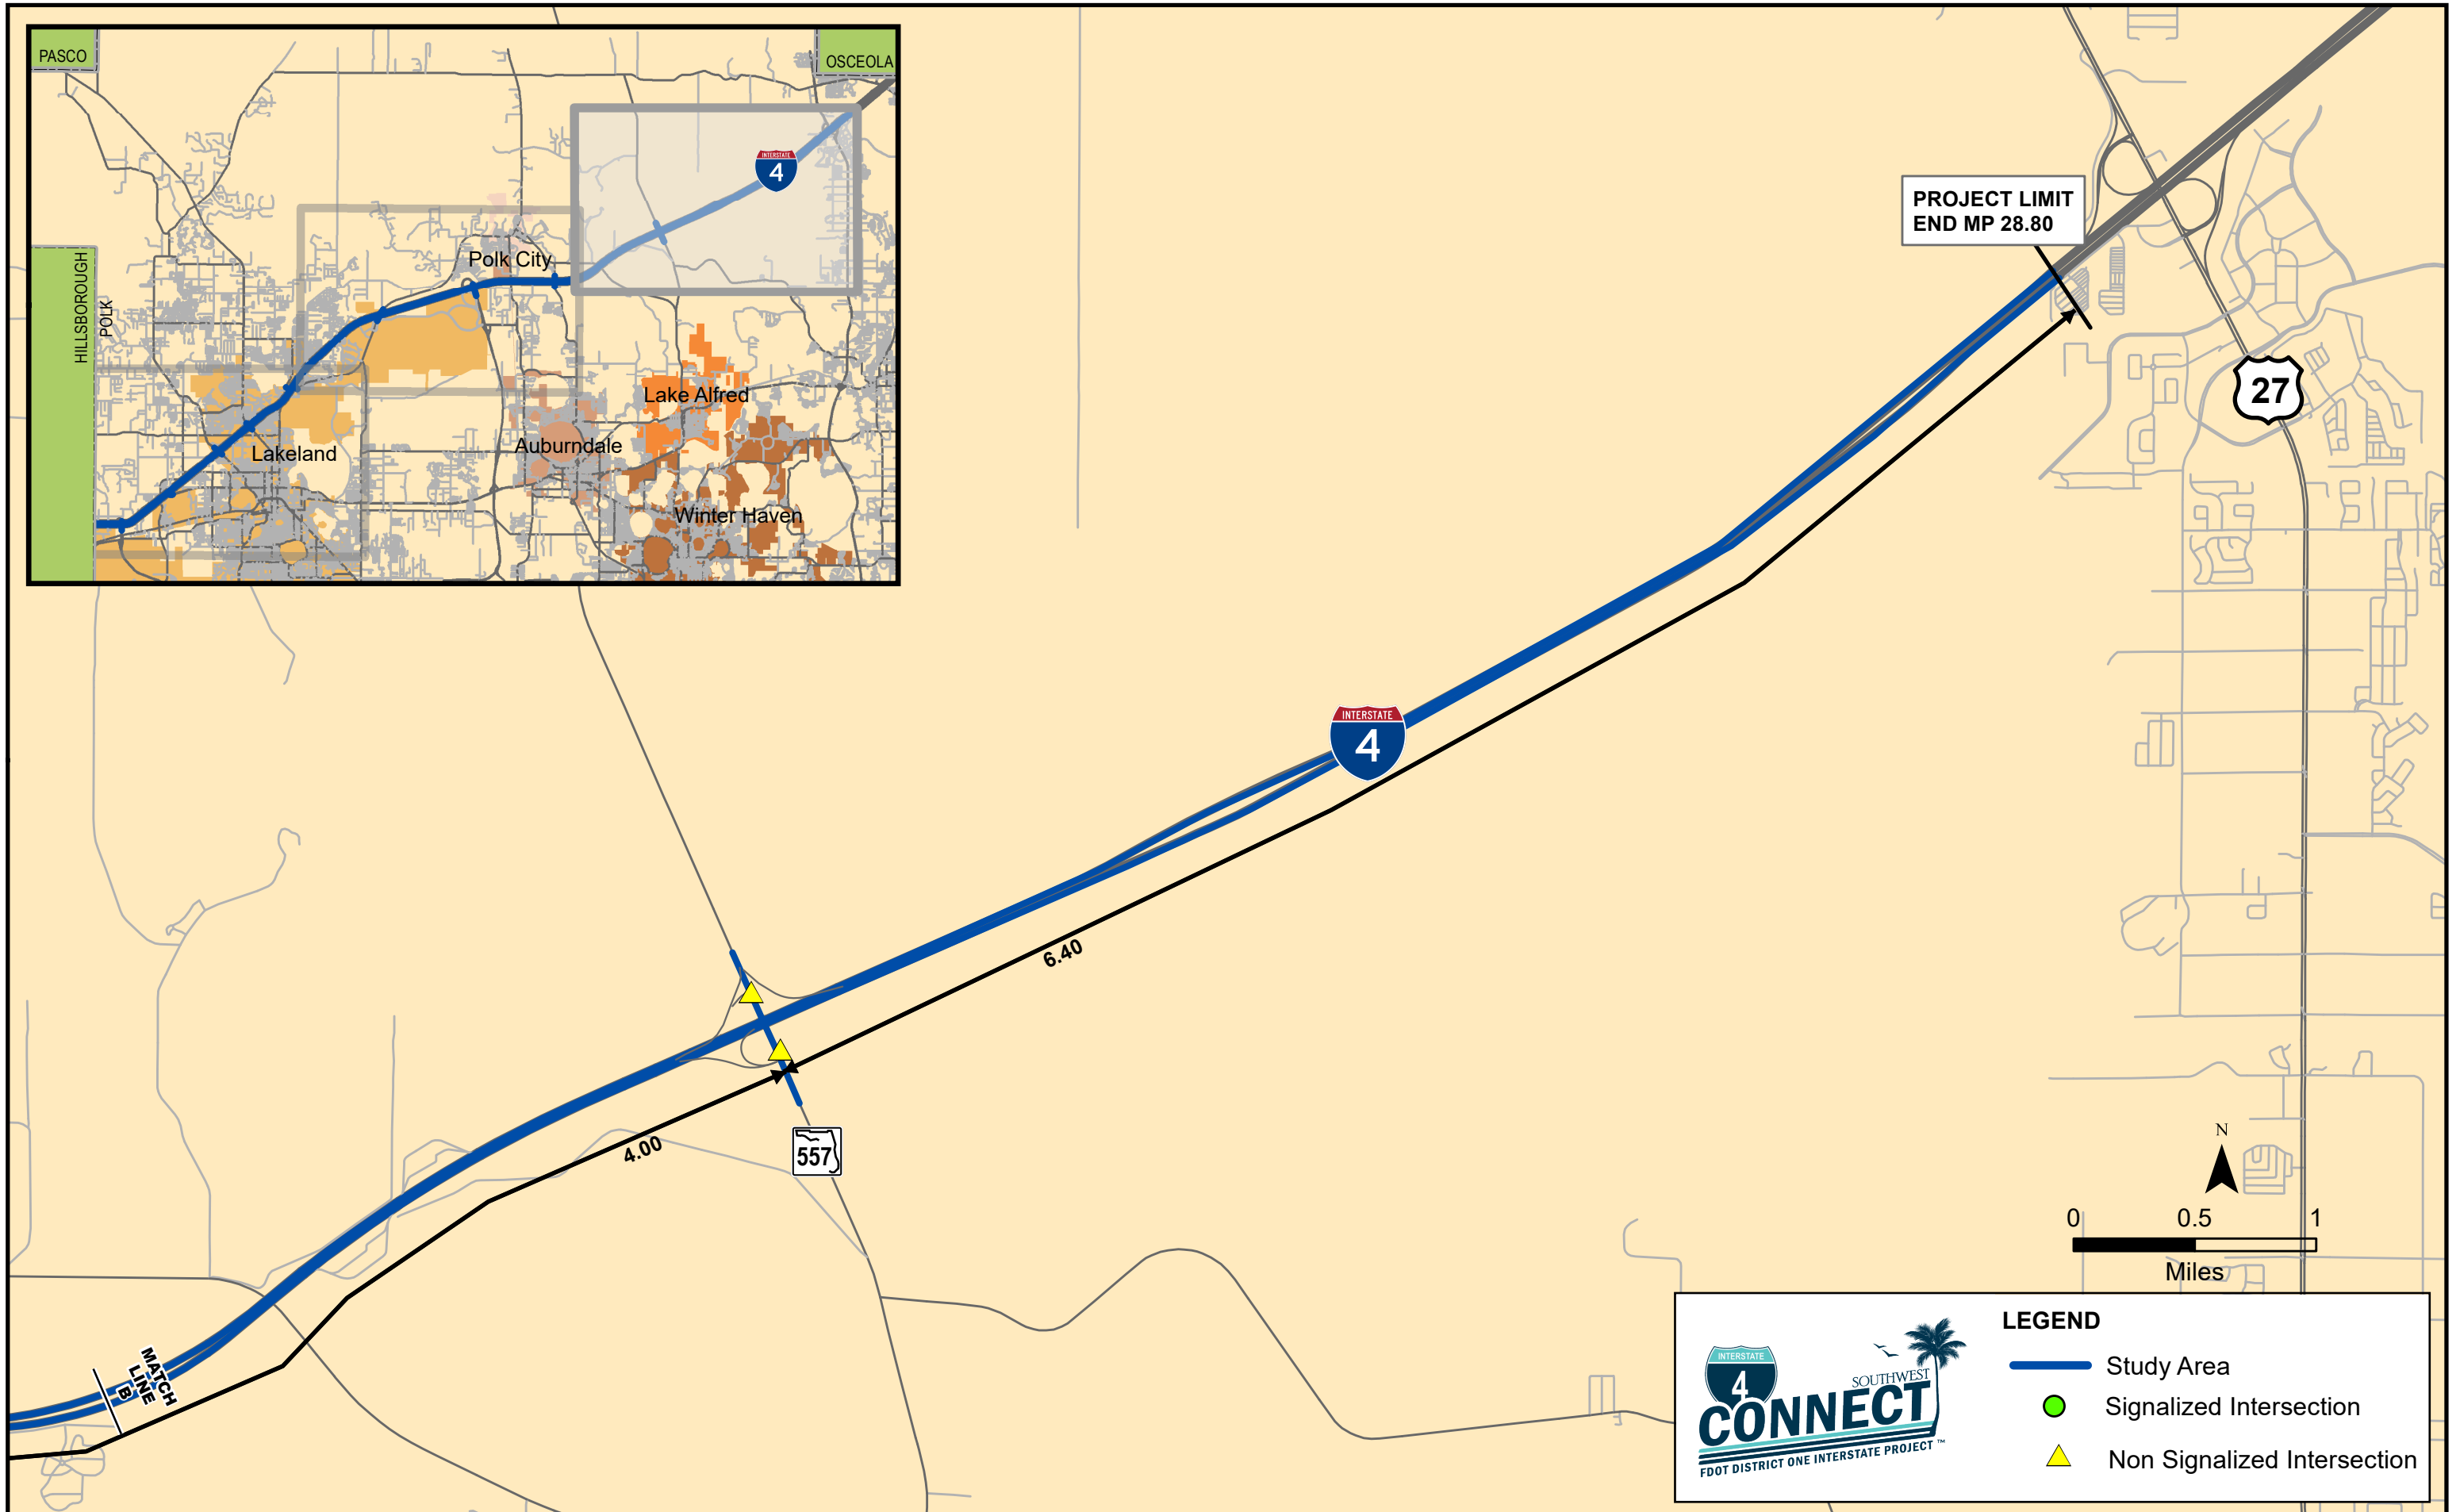 PASCO
OSCEOLA
INTERSTATE
4
Polk City
HILLSBOROUGH
POLK
Lake Alfred
Auburndale
Lakeland
Winter Haven
PROJECT LIMIT
END MP 28.80
27
INTERSTATE
4
6.40
4.00
557
MATCH
LINE
B
N
0 0.5 1
Miles
INTERSTATE
4
SOUTHWEST
CONNECT
FDOT DISTRICT ONE INTERSTATE PROJECT ™
LEGEND
Study Area
Signalized Intersection
Non Signalized Intersection